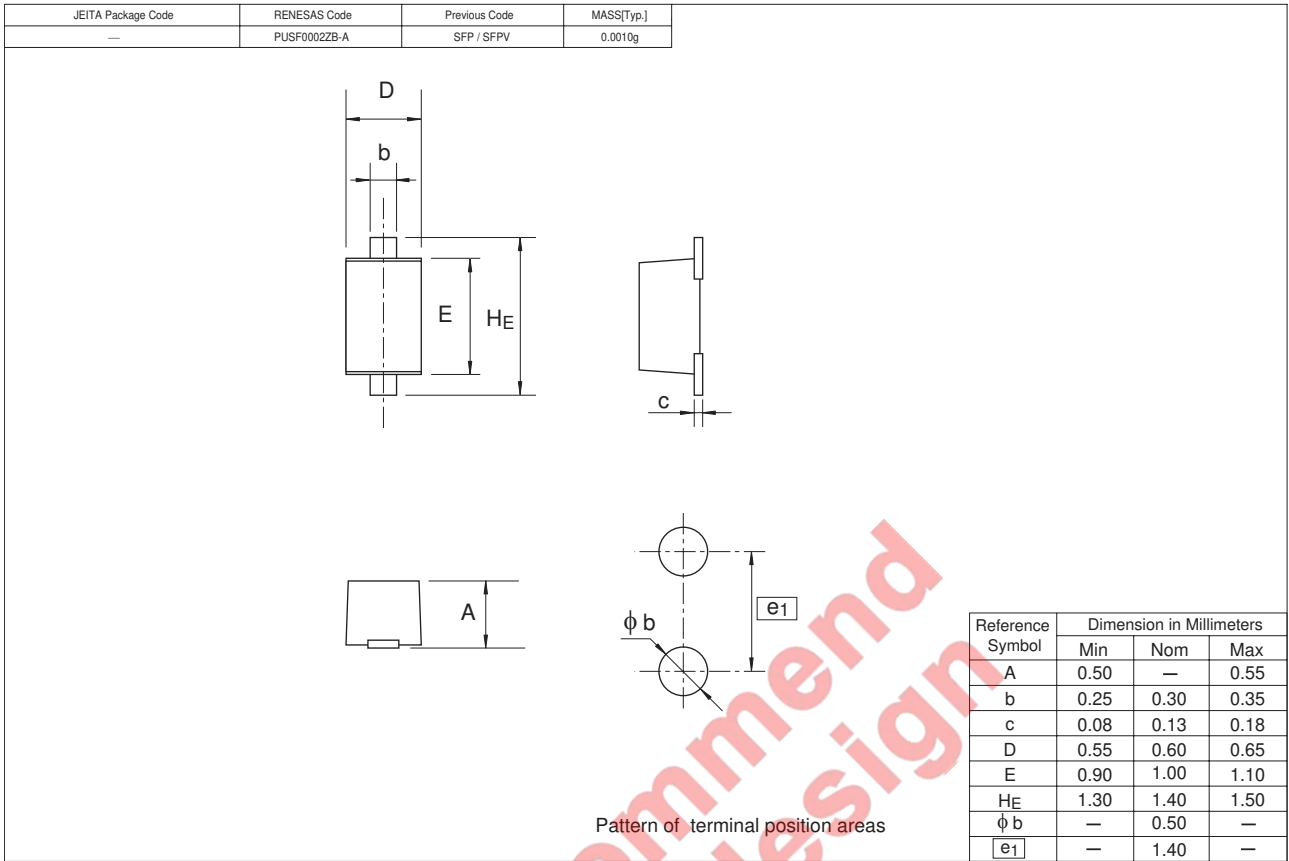 JEITA Package Code RENESAS Code Previous Code MASS[Typ.]
— PUSF0002ZB-A SFP / SFPV 0.0010g
D
b
E
HE
c
A
ϕ b
e1
Pattern of terminal position areas
Reference Symbol Dimension in Millimeters
Min Nom Max
A 0.50 — 0.55
b 0.25 0.30 0.35
c 0.08 0.13 0.18
D 0.55 0.60 0.65
E 0.90 1.00 1.10
HE 1.30 1.40 1.50
ϕ b — 0.50 —
e1 — 1.40 —
ommend
design